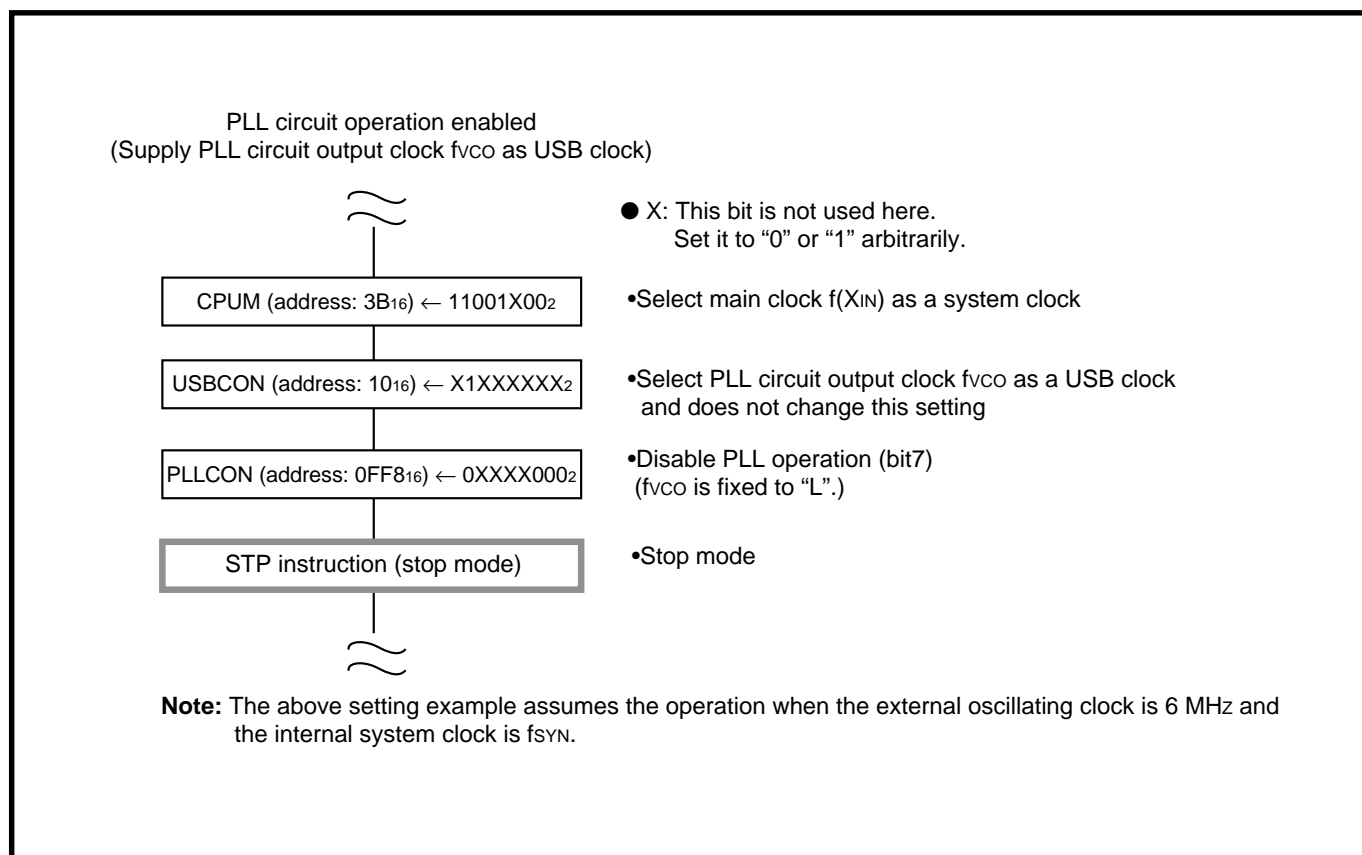 PLL circuit operation enabled
(Supply PLL circuit output clock fVCO as USB clock)
● X: This bit is not used here.
Set it to “0” or “1” arbitrarily.
CPUM (address: 3B16) ← 11001X002
•Select main clock f(XIN) as a system clock
USBCON (address: 1016) ← X1XXXXXX2
•Select PLL circuit output clock fVCO as a USB clock
and does not change this setting
PLLCON (address: 0FF816) ← 0XXXX0002
•Disable PLL operation (bit7)
(fVCO is fixed to “L”.)
STP instruction (stop mode)
•Stop mode
Note: The above setting example assumes the operation when the external oscillating clock is 6 MHz and
the internal system clock is fSYN.